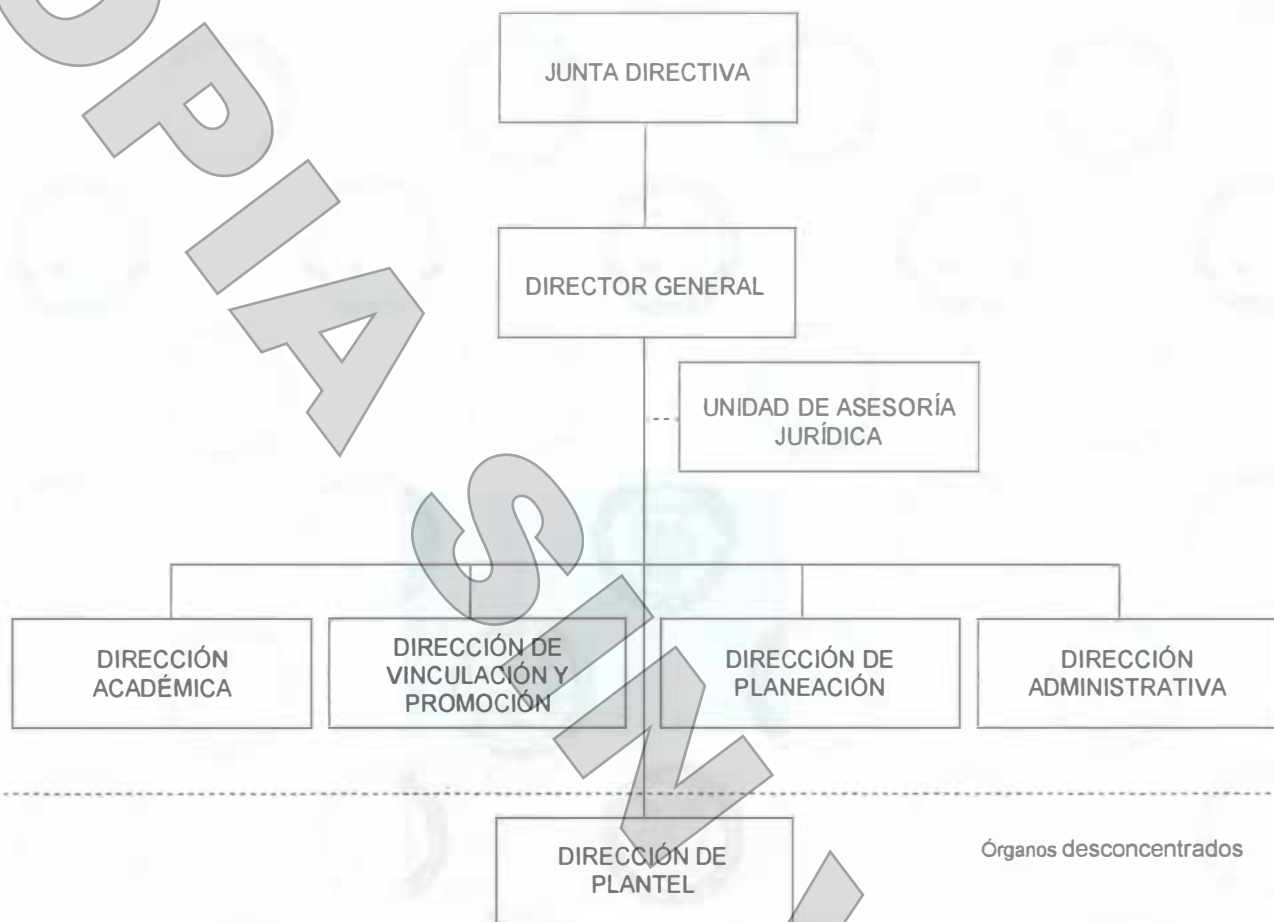 JUNTA DIRECTIVA
DIRECTOR GENERAL
UNIDAD DE ASESORÍA
JURÍDICA
DIRECCIÓN
ACADÉMICA
DIRECCIÓN DE
VINCULACIÓN Y
PROMOCIÓN
DIRECCIÓN DE
PLANEACIÓN
DIRECCIÓN
ADMINISTRATIVA
DIRECCIÓN DE
PLANTEL
Órganos desconcentrados
OPIA SIN